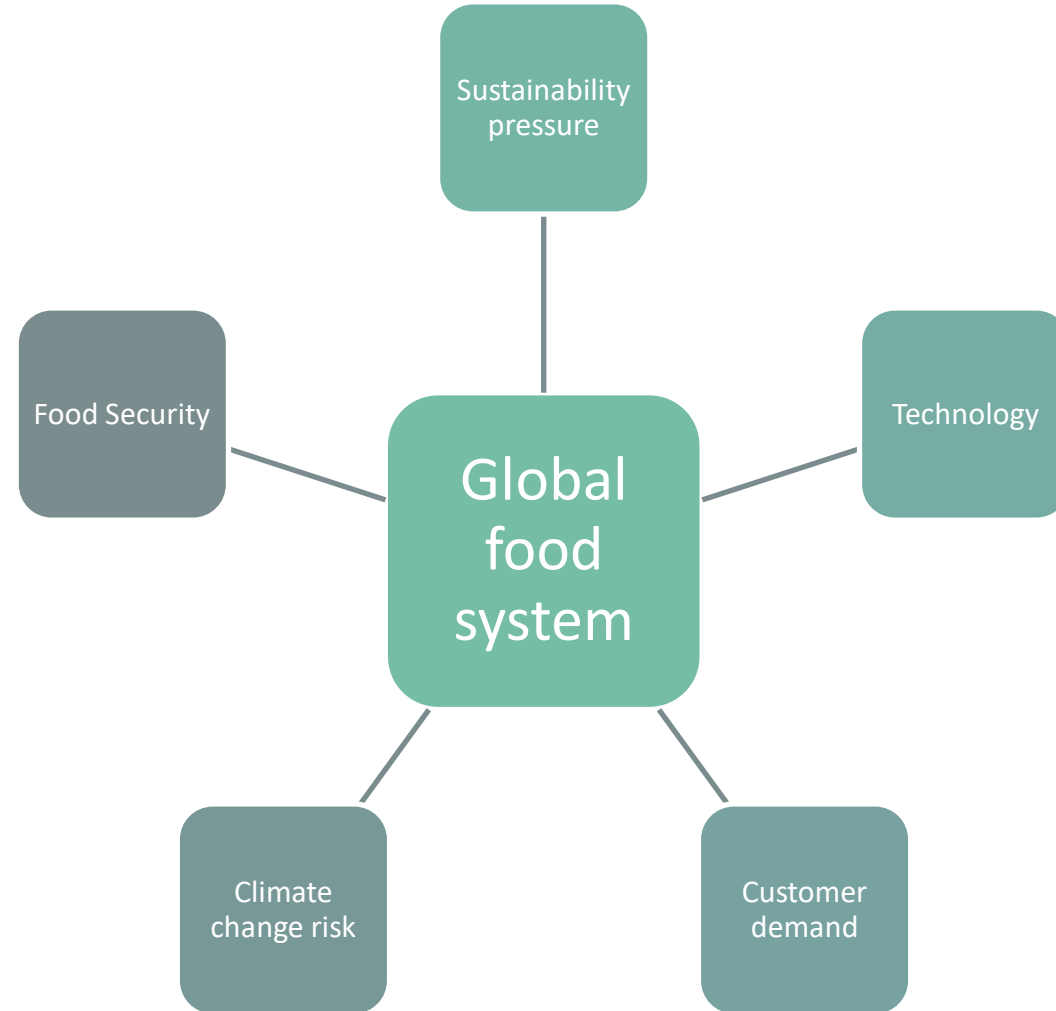 Sustainability
pressure
Food Security
Technology
Global
food
system
Climate
change risk
Customer
demand